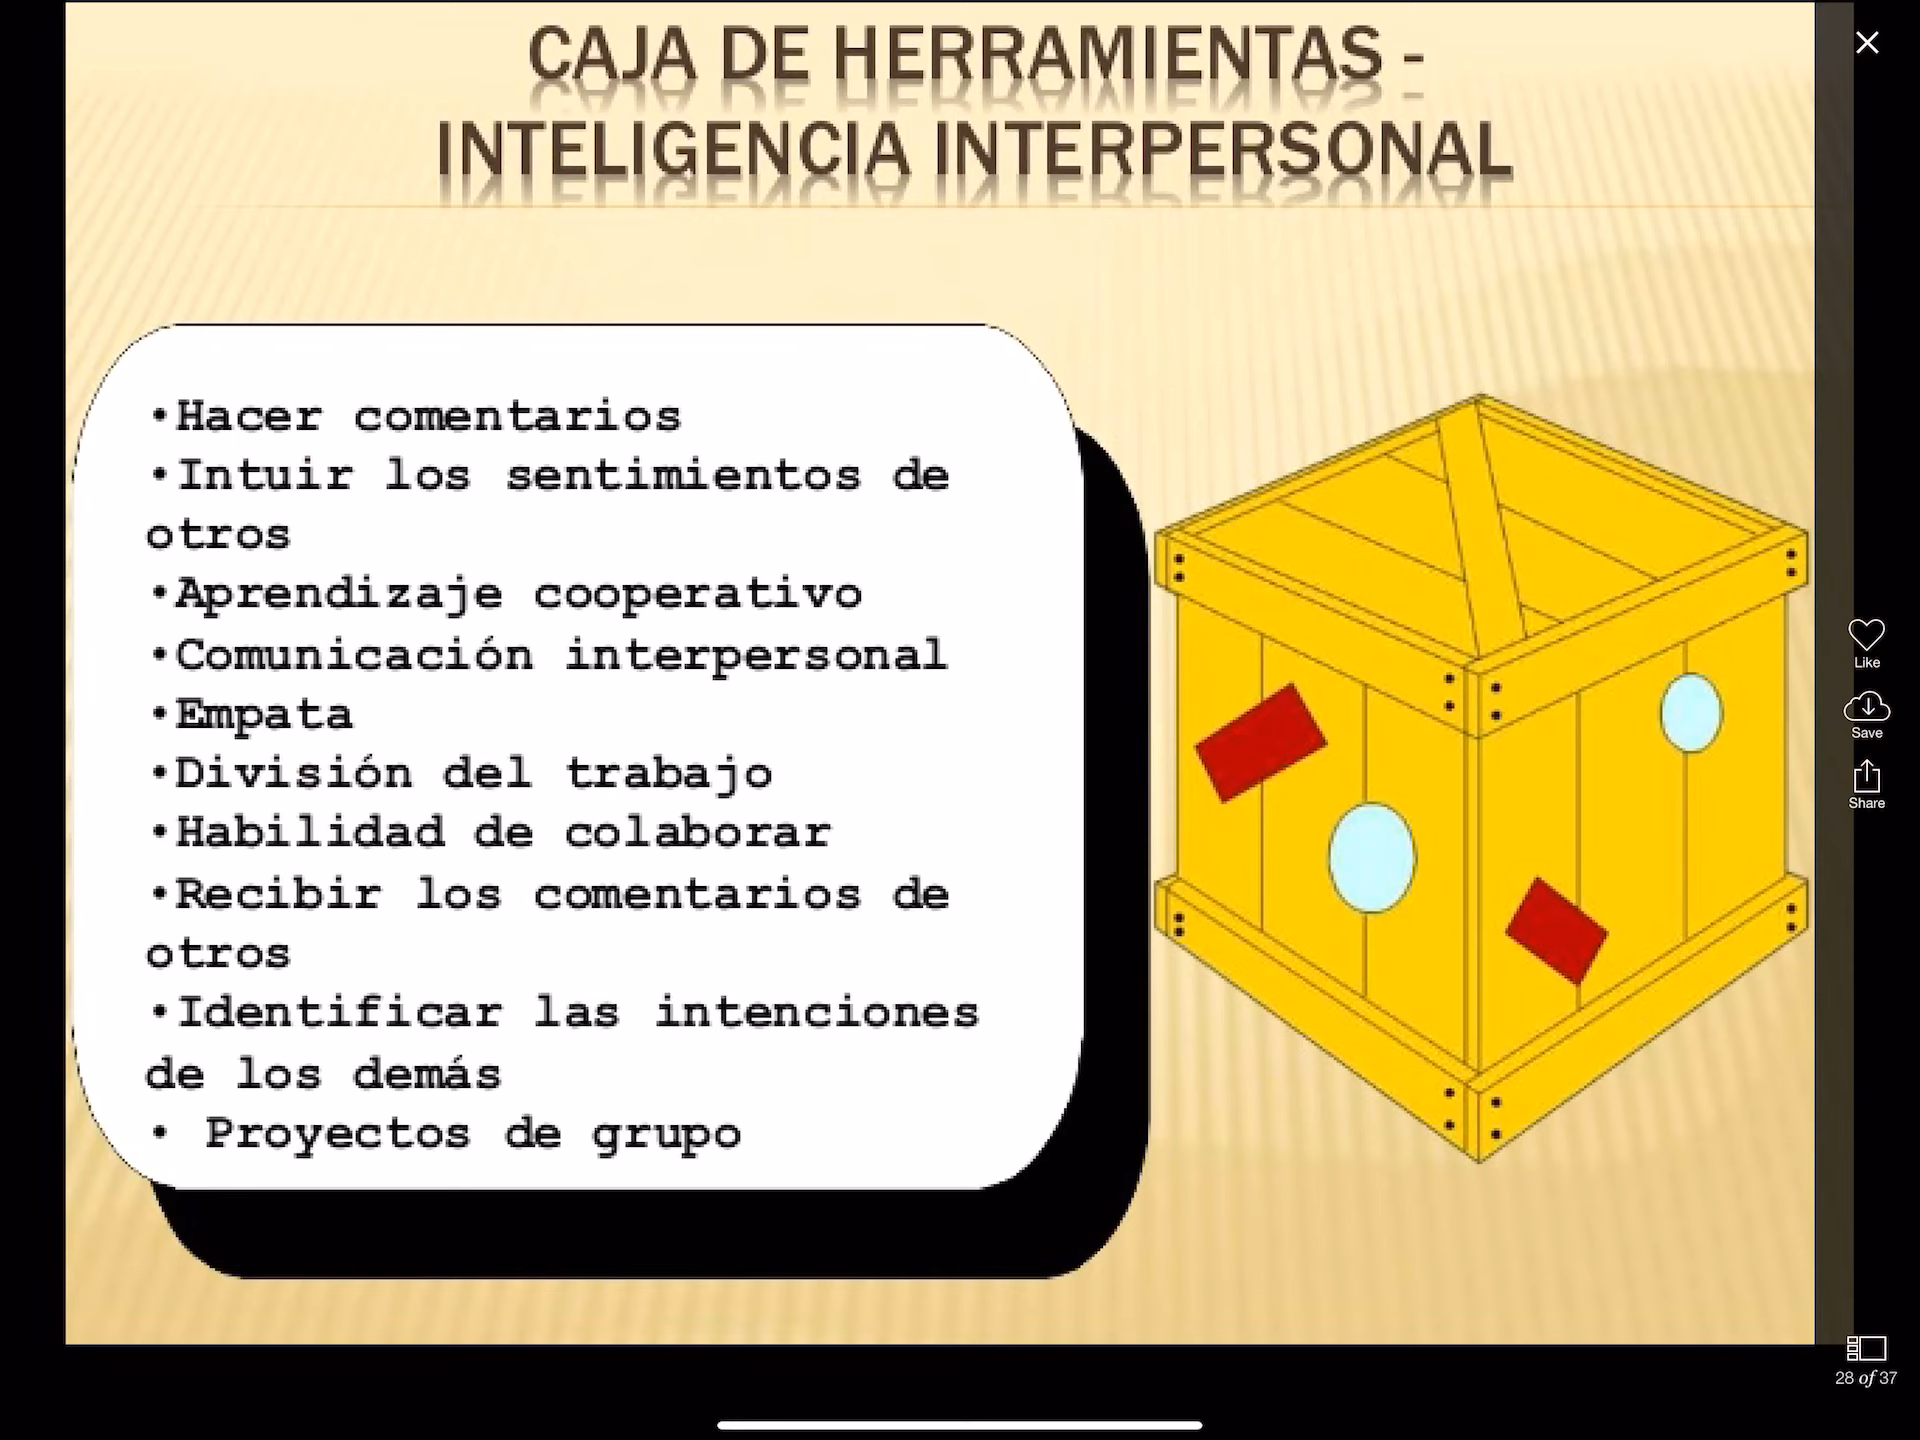 CAJA DE HERRAMIENTAS -
INTELIGENCIA INTERPERSONAL
•Hacer comentarios
•Intuir los sentimientos de
otros
•Aprendizaje cooperativo
•Comunicación interpersonal
•Empata
•División del trabajo
•Habilidad de colaborar
•Recibir los comentarios de
otros
•Identificar las intenciones
de los demás
• Proyectos de grupo
Like
Save
Share
28 of 37